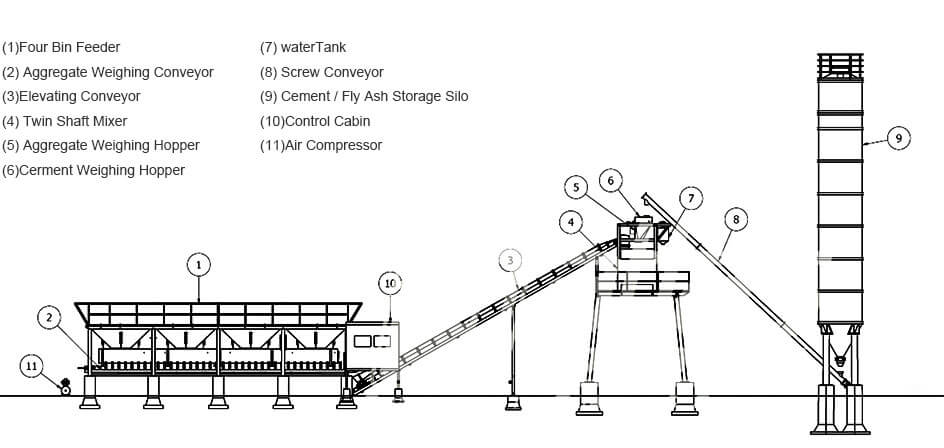 (1)Four Bin Feeder
(2) Aggregate Weighing Conveyor
(3)Elevating Conveyor
(4) Twin Shaft Mixer
(5) Aggregate Weighing Hopper
(6)Cerment Weighing Hopper
(7) waterTank
(8) Screw Conveyor
(9) Cement / Fly Ash Storage Silo
(10)Control Cabin
(11)Air Compressor
9
6
5
7
4
8
3
1
10
2
11